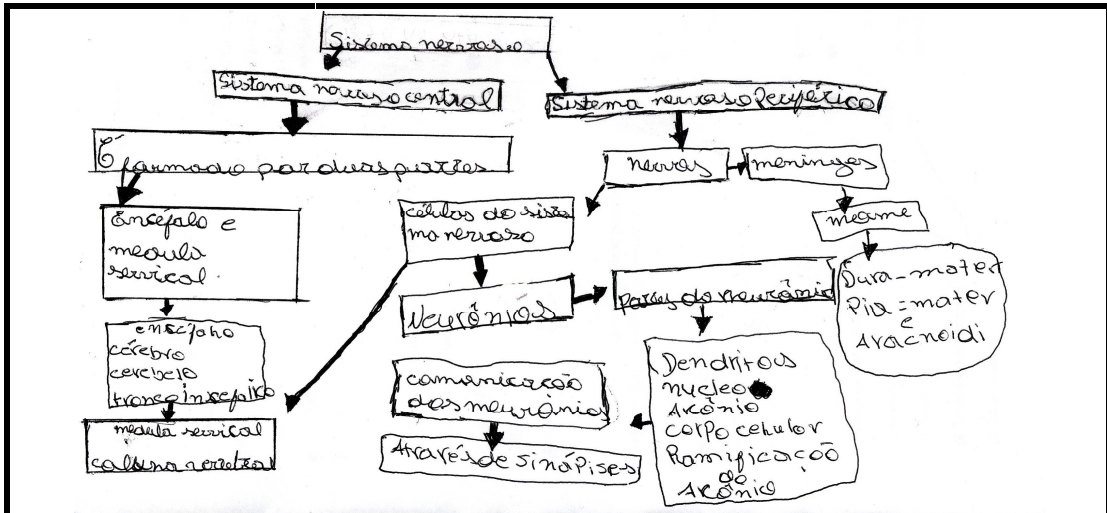 Sistema nervoso
Sistema nervoso central
Sistema nervoso Periférico
É
formado por duas partes
nervos
meninges
Encéfalo e
medula
servical.
células do siste
ma nervoso
meame
Neurônios
partes do neurônio
Dura-mater
Pia=mater
e
Aracnoidi
encéfalo
cérebro
cerebelo
tronco insefalico
medula servical
coluna vertebral
comunicação
dos neurônios
Através de sinápises
Dendritos
nucleo
Axônio
corpo celular
Ramificação
do
Axônio